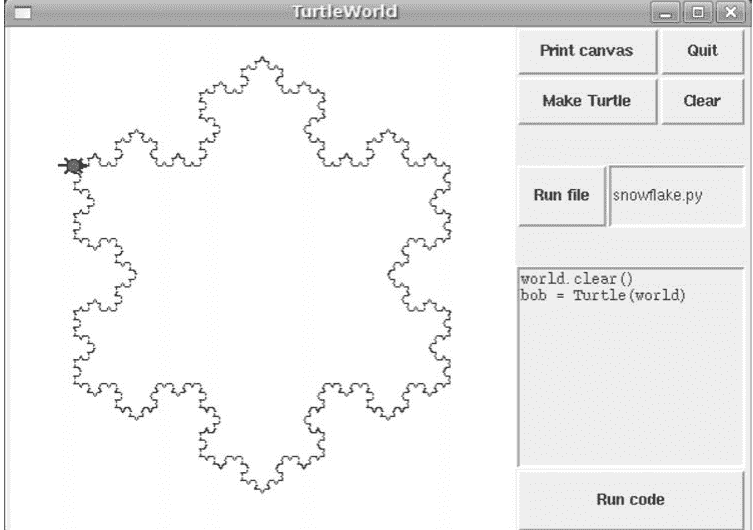 TurtleWorld
Print canvas
Quit
Make Turtle
Clear
Run file
snowflake.py
world.clear()
bob = Turtle(world)
Run code